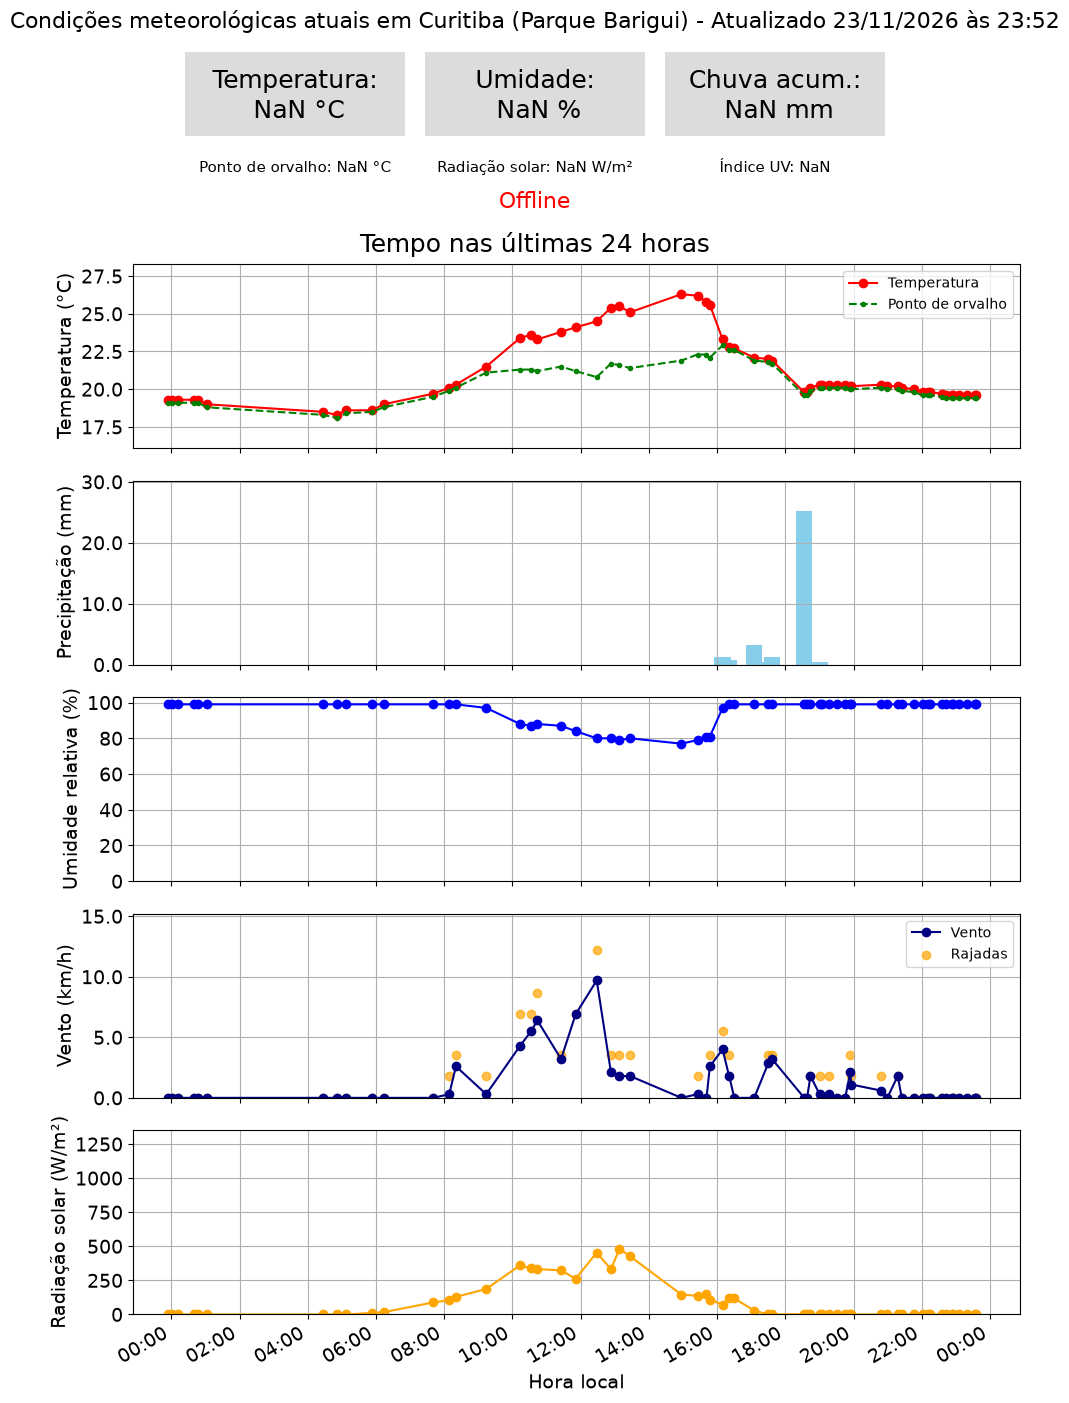 Condições meteorológicas atuais em Curitiba (Parque Barigui) - Atualizado 23/11/2026 às 23:52
Temperatura:
NaN °C
Umidade:
NaN %
Chuva acum.:
NaN mm
Ponto de orvalho: NaN °C
Radiação solar: NaN W/m²
Índice UV: NaN
Offline
Tempo nas últimas 24 horas
Temperatura (°C)
27.5
25.0
22.5
20.0
17.5
Temperatura
Ponto de orvalho
Precipitação (mm)
30.0
20.0
10.0
0.0
Umidade relativa (%)
100
80
60
40
20
0
Vento (km/h)
15.0
10.0
5.0
0.0
Vento
Rajadas
Radiação solar (W/m²)
1250
1000
750
500
250
0
00:00
02:00
04:00
06:00
08:00
10:00
12:00
14:00
16:00
18:00
20:00
22:00
00:00
Hora local